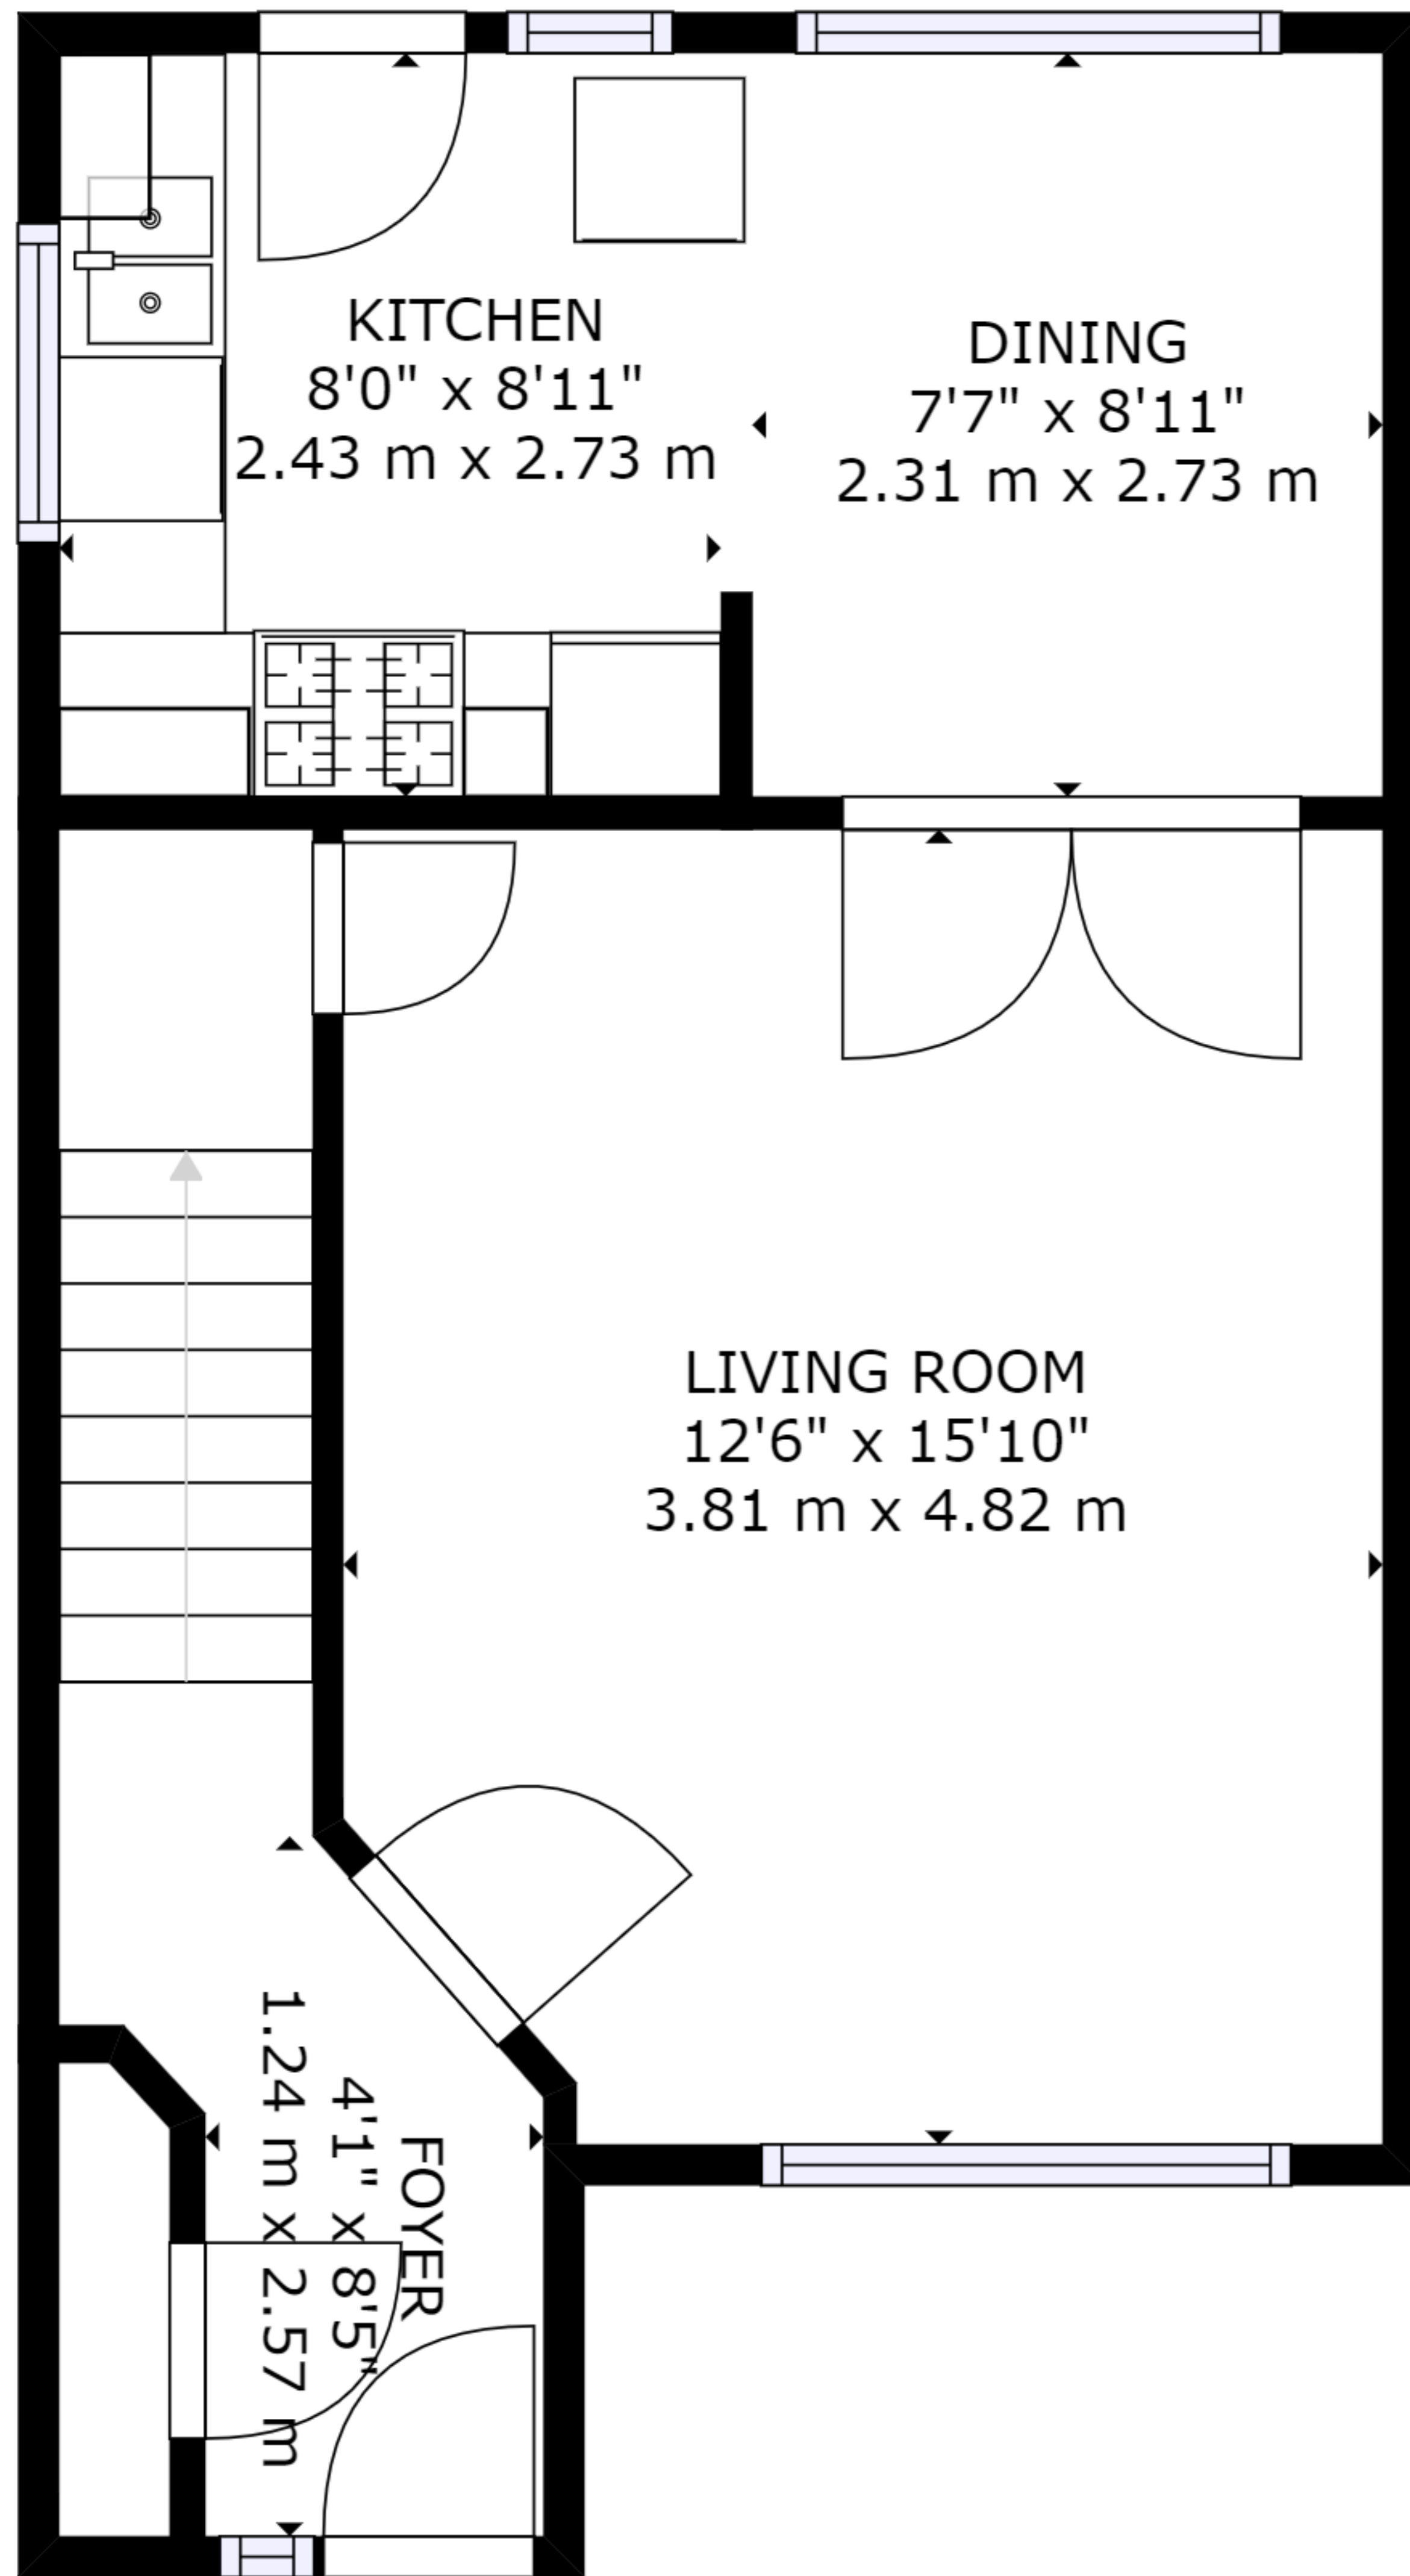 KITCHEN
8'0" x 8'11"
2.43 m x 2.73 m
DINING
7'7" x 8'11"
2.31 m x 2.73 m
LIVING ROOM
12'6" x 15'10"
3.81 m x 4.82 m
FOYER
4'1" x 8'5"
1.24 m x 2.57 m